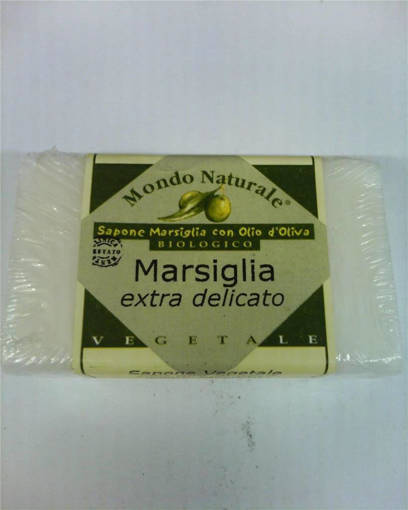 Mondo Naturale®
Sapone Marsiglia con Olio d'Oliva
BIOLOGICO
Marsiglia
extra delicato
VEGETALE
Sapone Vegetale